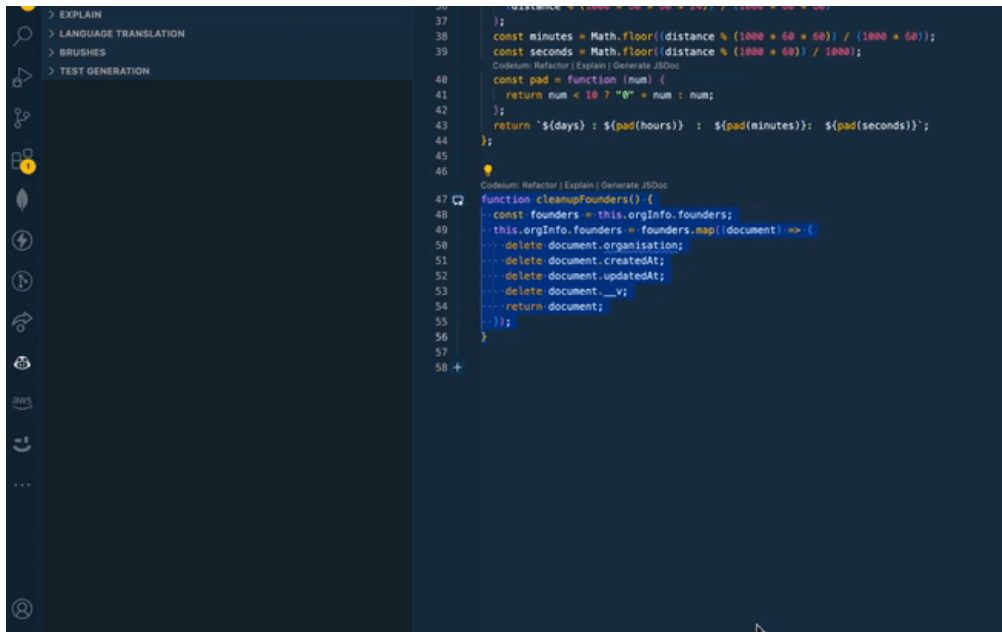 EXPLAIN
LANGUAGE TRANSLATION
BRUSHES
TEST GENERATION
1
aws
37 );
38 const minutes = Math.floor((distance % (1000 * 60 * 60)) / (1000 * 60));
39 const seconds = Math.floor((distance % (1000 * 60)) / 1000);
Codeium: Refactor | Explain | Generate JSDoc
40 const pad = function (num) {
41 return num < 10 ? "0" + num : num;
42 };
43 return `${days} : ${pad(hours)} : ${pad(minutes)}: ${pad(seconds)}`;
44 };
45
46
Codeium: Refactor | Explain | Generate JSDoc
47 function cleanupFounders() {
48 const founders = this.orgInfo.founders;
49 this.orgInfo.founders = founders.map((document) => {
50 delete document.organisation;
51 delete document.createdAt;
52 delete document.updatedAt;
53 delete document.__v;
54 return document;
55 });
56 }
57
58